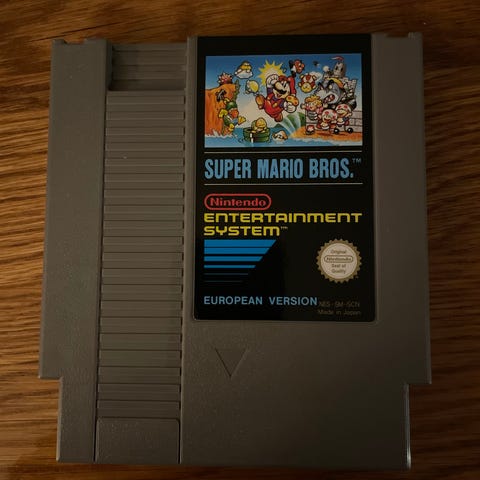 SUPER MARIO BROS.™
Nintendo
ENTERTAINMENT
SYSTEM™
Original
Nintendo
Seal of
Quality
EUROPEAN VERSION NES-SM-SCN
Made in Japan